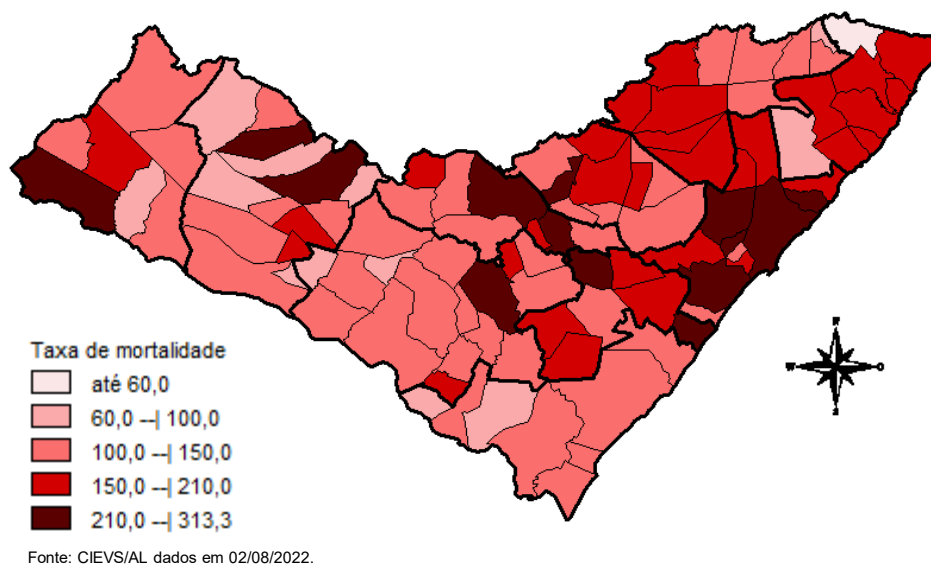 Taxa de mortalidade
até 60,0
60,0 --| 100,0
100,0 --| 150,0
150,0 --| 210,0
210,0 --| 313,3
Fonte: CIEVS/AL dados em 02/08/2022.